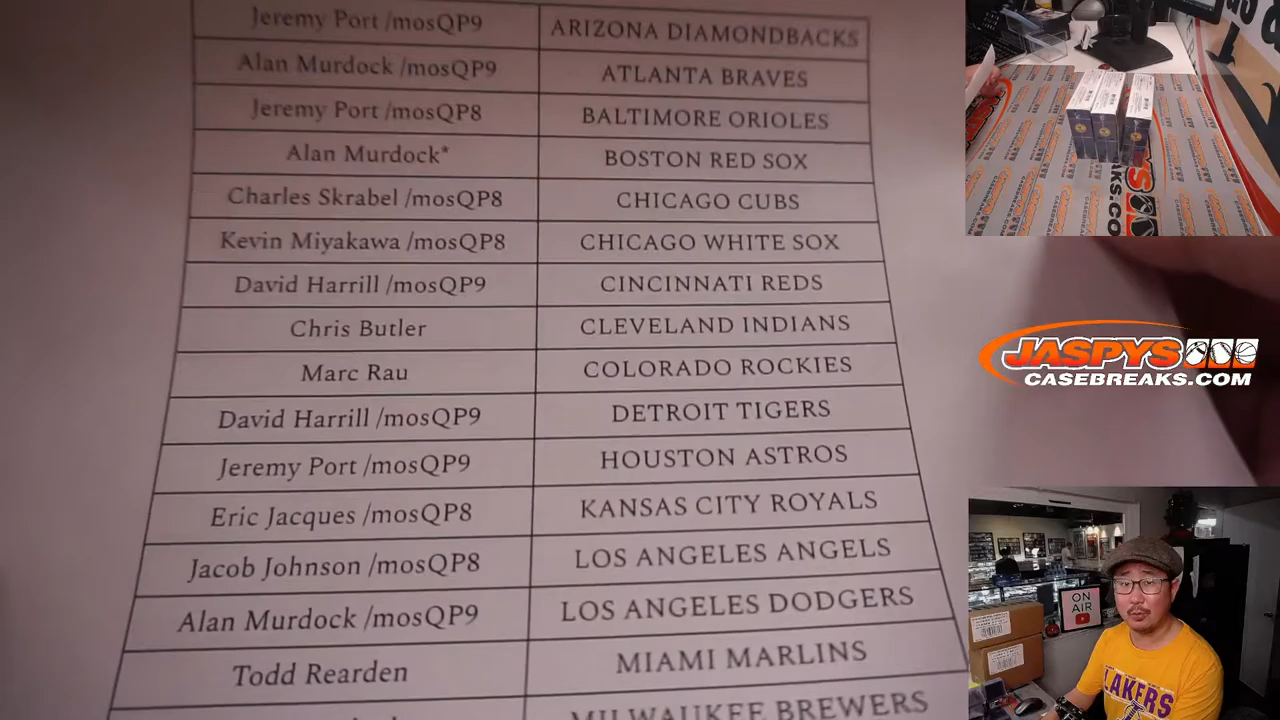 Jeremy Port /mosQP9 ARIZONA DIAMONDBACKS
Alan Murdock /mosQP9 ATLANTA BRAVES
Jeremy Port /mosQP8 BALTIMORE ORIOLES
Alan Murdock* BOSTON RED SOX
Charles Skrabel /mosQP8 CHICAGO CUBS
Kevin Miyakawa /mosQP8 CHICAGO WHITE SOX
David Harrill /mosQP9 CINCINNATI REDS
Chris Butler CLEVELAND INDIANS
Marc Rau COLORADO ROCKIES
David Harrill /mosQP9 DETROIT TIGERS
Jeremy Port /mosQP9 HOUSTON ASTROS
Eric Jacques /mosQP8 KANSAS CITY ROYALS
Jacob Johnson /mosQP8 LOS ANGELES ANGELS
Alan Murdock /mosQP9 LOS ANGELES DODGERS
Todd Rearden MIAMI MARLINS
MILWAUKEE BREWERS
JASPYS
CASEBREAKS.COM
ON
AIR
LAKERS